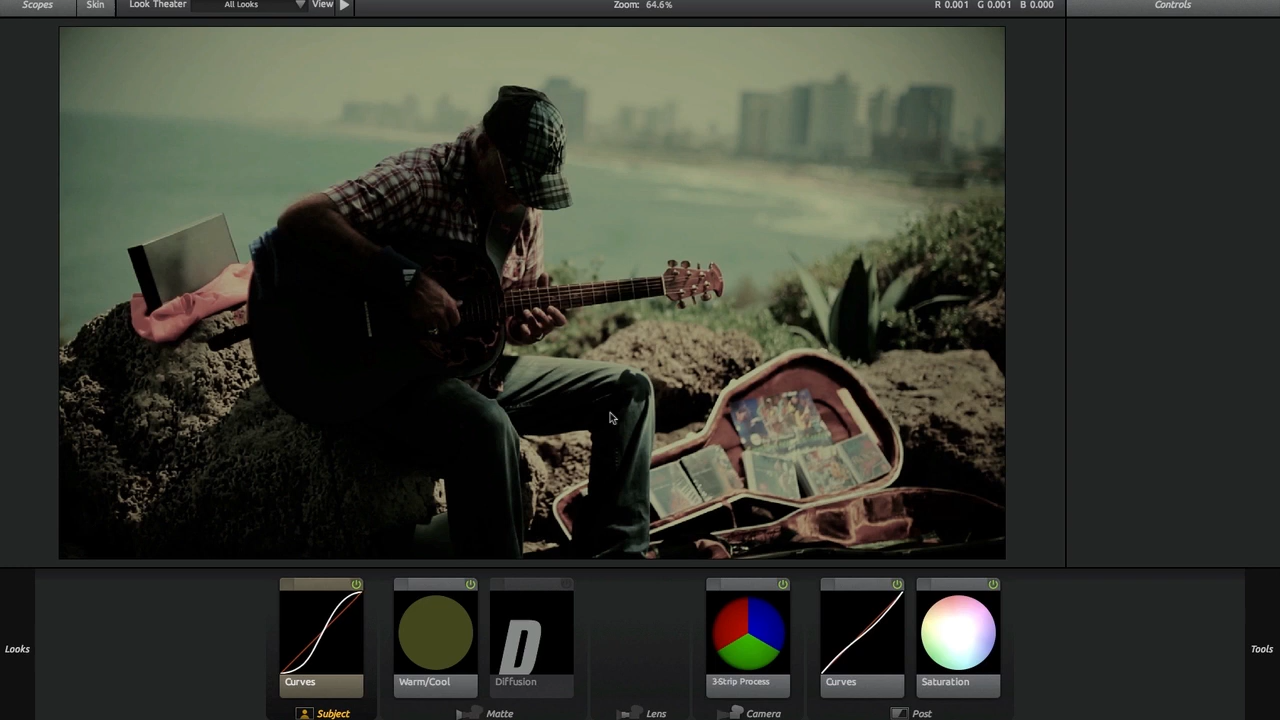 Scopes Skin Look Theater All Looks View Zoom: 64.6% R 0.001 G 0.001 B 0.000 Controls
Looks Tools
D
Curves Warm/Cool Diffusion 3-Strip Process Curves Saturation
Subject Matte Lens Camera Post